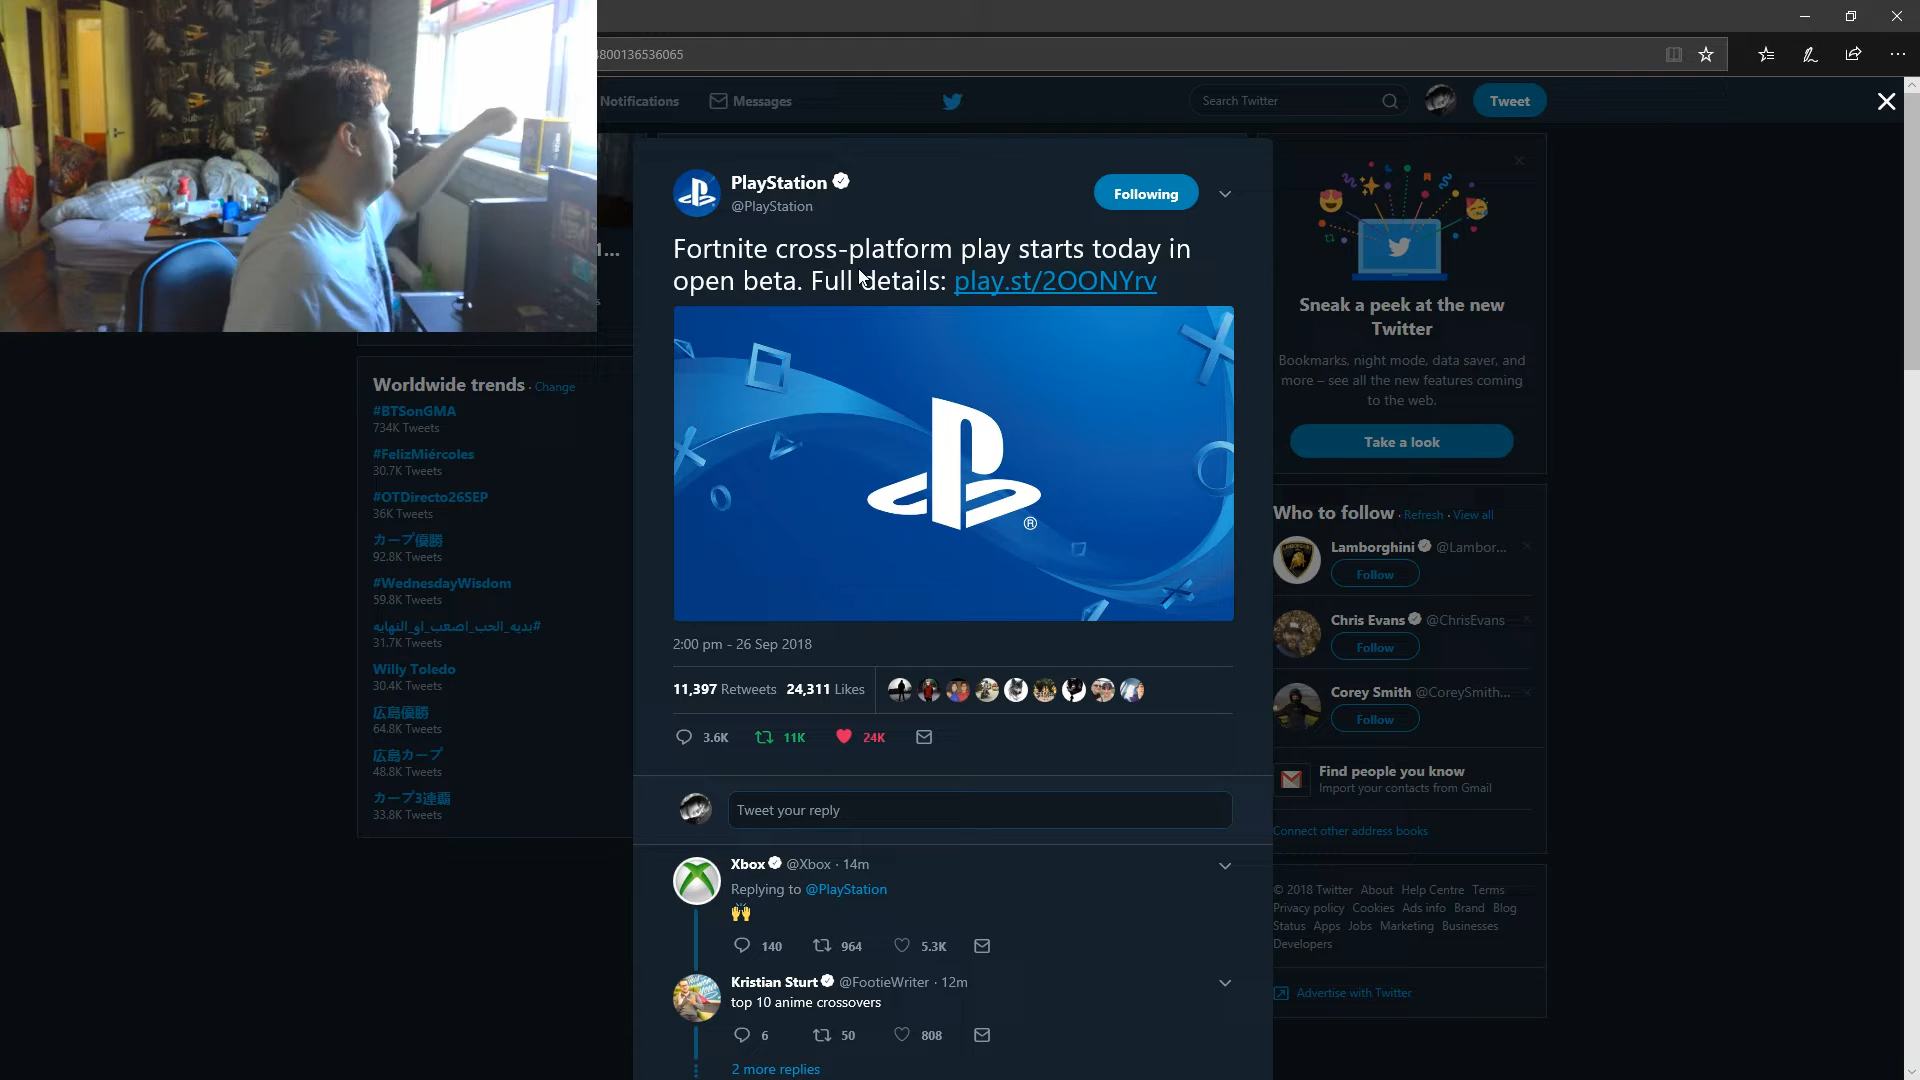 4800136536065
Notifications
Messages
Search Twitter
Tweet
PlayStation
@PlayStation
Following
Fortnite cross-platform play starts today in
open beta. Full details: play.st/2OONYrv
2:00 pm - 26 Sep 2018
11,397 Retweets 24,311 Likes
3.6K 11K 24K
Tweet your reply
Xbox @Xbox · 14m
Replying to @PlayStation
140 964 5.3K
Kristian Sturt @FootieWriter · 12m
top 10 anime crossovers
6 50 808
2 more replies
Worldwide trends · Change
#BTSonGMA
734K Tweets
#FelizMiércoles
30.7K Tweets
#OTDirecto26SEP
36K Tweets
カープ優勝
92.8K Tweets
#WednesdayWisdom
59.8K Tweets
#بديه_الحب_اصعب_او_النهايه
31.7K Tweets
Willy Toledo
30.4K Tweets
広島優勝
64.8K Tweets
広島カープ
48.8K Tweets
カープ3連覇
33.8K Tweets
Sneak a peek at the new
Twitter
Bookmarks, night mode, data saver, and
more – see all the new features coming
to the web.
Take a look
Who to follow · Refresh · View all
Lamborghini @Lambor...
Follow
Chris Evans @ChrisEvans
Follow
Corey Smith @CoreySmith...
Follow
Find people you know
Import your contacts from Gmail
Connect other address books
© 2018 Twitter About Help Centre Terms
Privacy policy Cookies Ads info Brand Blog
Status Apps Jobs Marketing Businesses
Developers
Advertise with Twitter